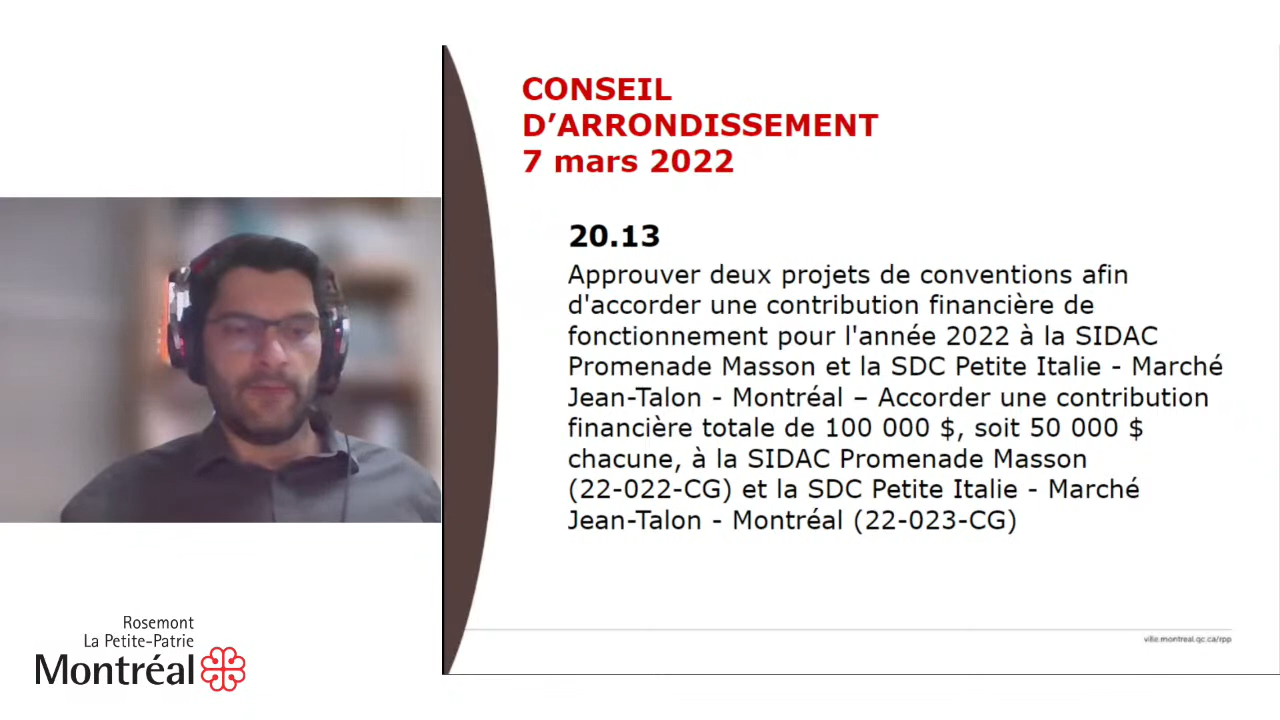 CONSEIL
D’ARRONDISSEMENT
7 mars 2022
20.13
Approuver deux projets de conventions afin
d'accorder une contribution financière de
fonctionnement pour l'année 2022 à la SIDAC
Promenade Masson et la SDC Petite Italie - Marché
Jean-Talon - Montréal – Accorder une contribution
financière totale de 100 000 $, soit 50 000 $
chacune, à la SIDAC Promenade Masson
(22-022-CG) et la SDC Petite Italie - Marché
Jean-Talon - Montréal (22-023-CG)
ville.montreal.qc.ca/rpp
Rosemont
La Petite-Patrie
Montréal